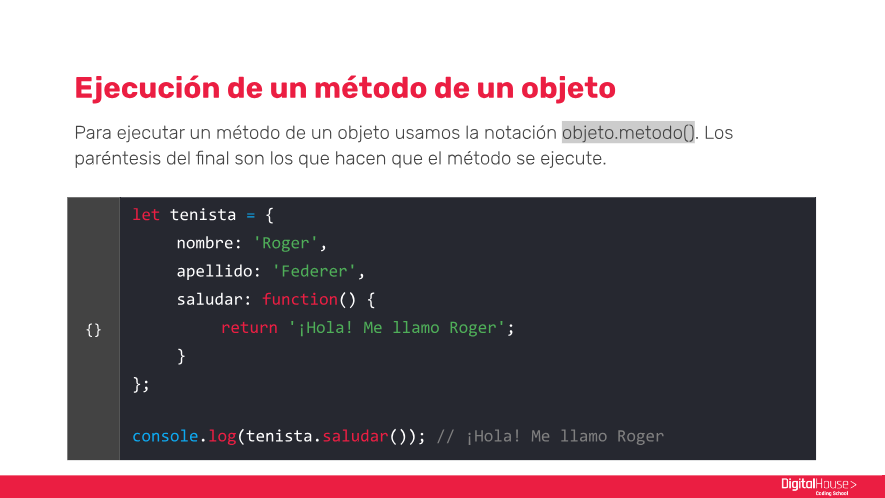 Ejecución de un método de un objeto
Para ejecutar un método de un objeto usamos la notación objeto.metodo(). Los
paréntesis del final son los que hacen que el método se ejecute.
let tenista = {
nombre: 'Roger',
apellido: 'Federer',
saludar: function() {
{}
return '¡Hola! Me llamo Roger';
}
};
console.log(tenista.saludar()); // ¡Hola! Me llamo Roger
DigitalHouse>
Coding School